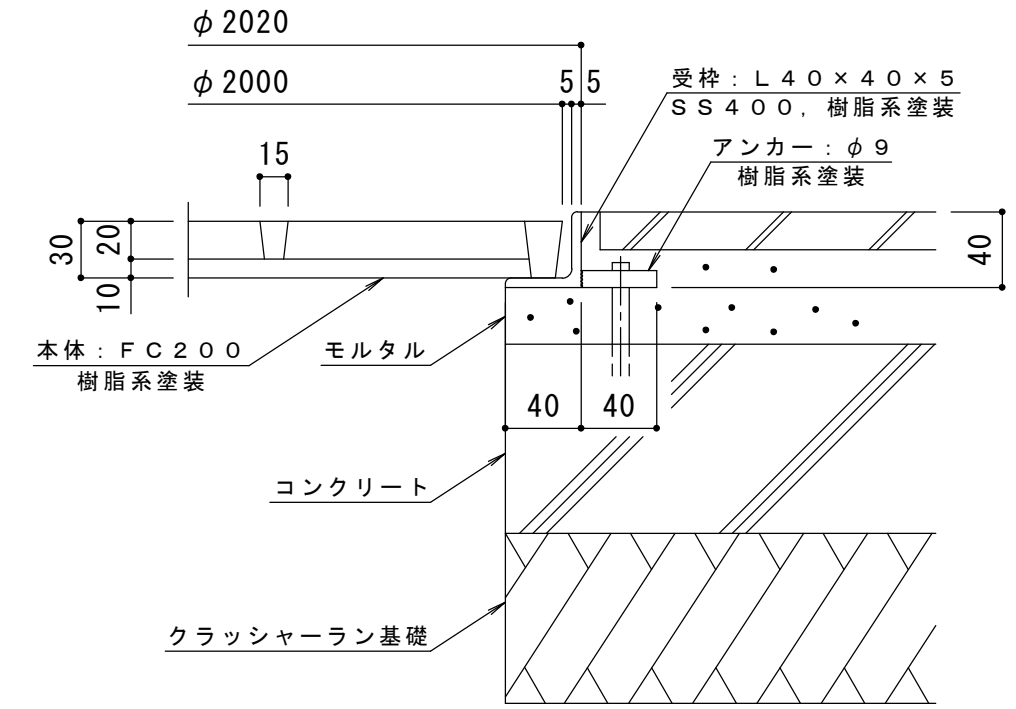 φ2020
φ2000
5
5
受枠：Ｌ４０×４０×５
ＳＳ４００，樹脂系塗装
アンカー：φ９
樹脂系塗装
15
30
20
10
40
本体：ＦＣ２００
樹脂系塗装
モルタル
40
40
コンクリート
クラッシャーラン基礎